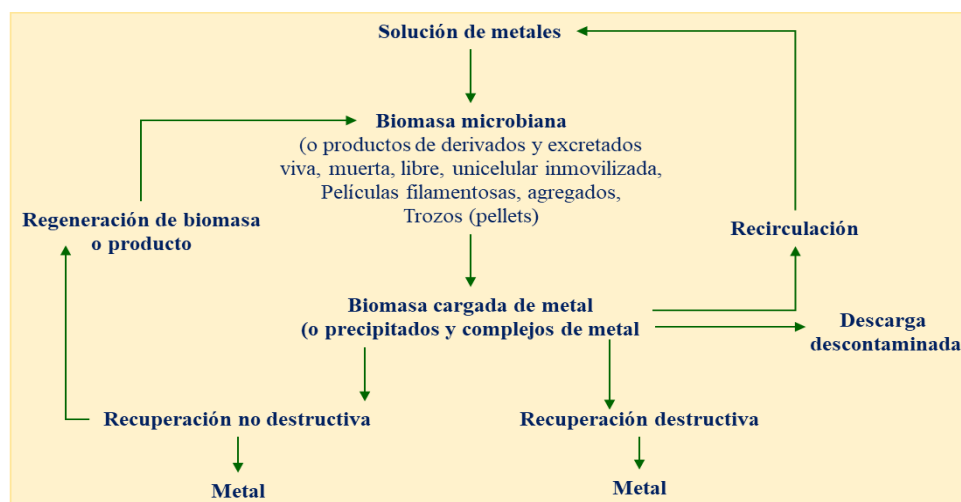 Solución de metales
Biomasa microbiana
(o productos de derivados y excretados
viva, muerta, libre, unicelular inmovilizada,
Películas filamentosas, agregados,
Trozos (pellets)
Regeneración de biomasa
o producto
Recirculación
Biomasa cargada de metal
(o precipitados y complejos de metal
Descarga
descontaminada
Recuperación no destructiva
Recuperación destructiva
Metal
Metal